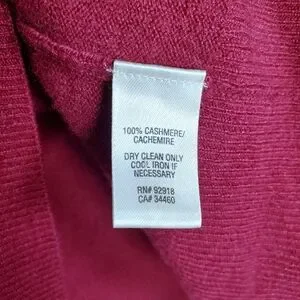 100% CASHMERE/
CACHEMIRE
DRY CLEAN ONLY
COOL IRON IF
NECESSARY
RN# 92918
CA# 34460